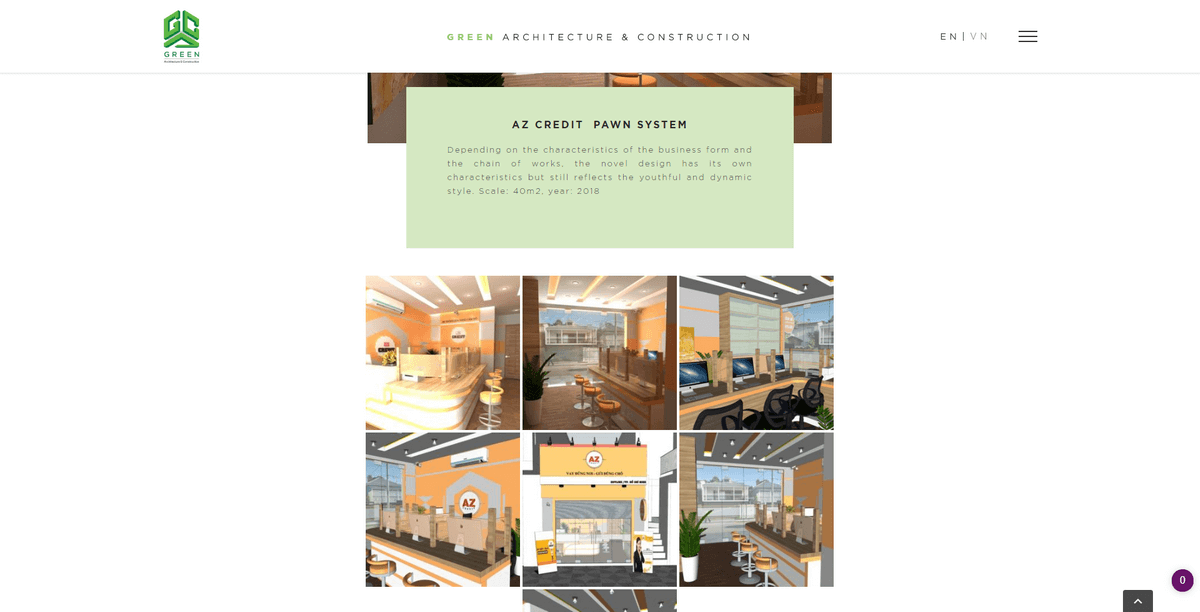 GREEN
GREEN ARCHITECTURE & CONSTRUCTION
EN | VN
AZ CREDIT PAWN SYSTEM
Depending on the characteristics of the business form and
the chain of works, the novel design has its own
characteristics but still reflects the youthful and dynamic
style. Scale: 40m2, year: 2018
AZ
AZ
0